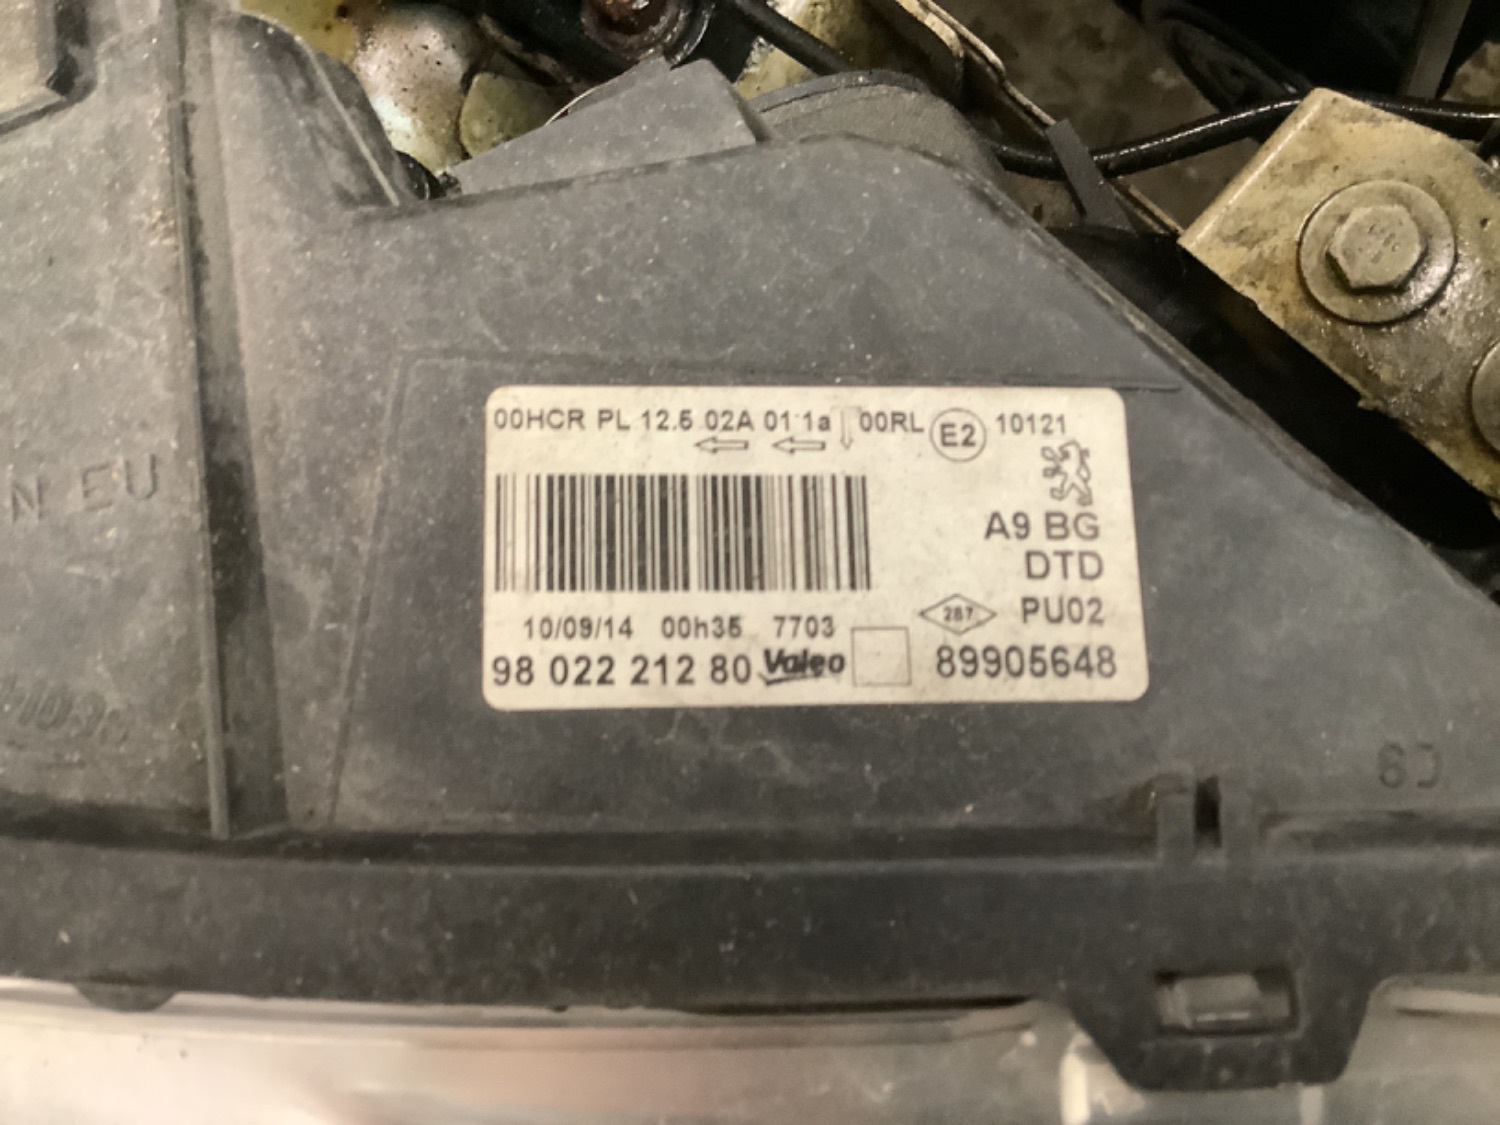 00HCR PL 12.5 02A 01 1a 00RL E2 10121
N EU
A9 BG
DTD
287 PU02
10/09/14 00h35 7703
98 022 212 80 Valeo 89905648